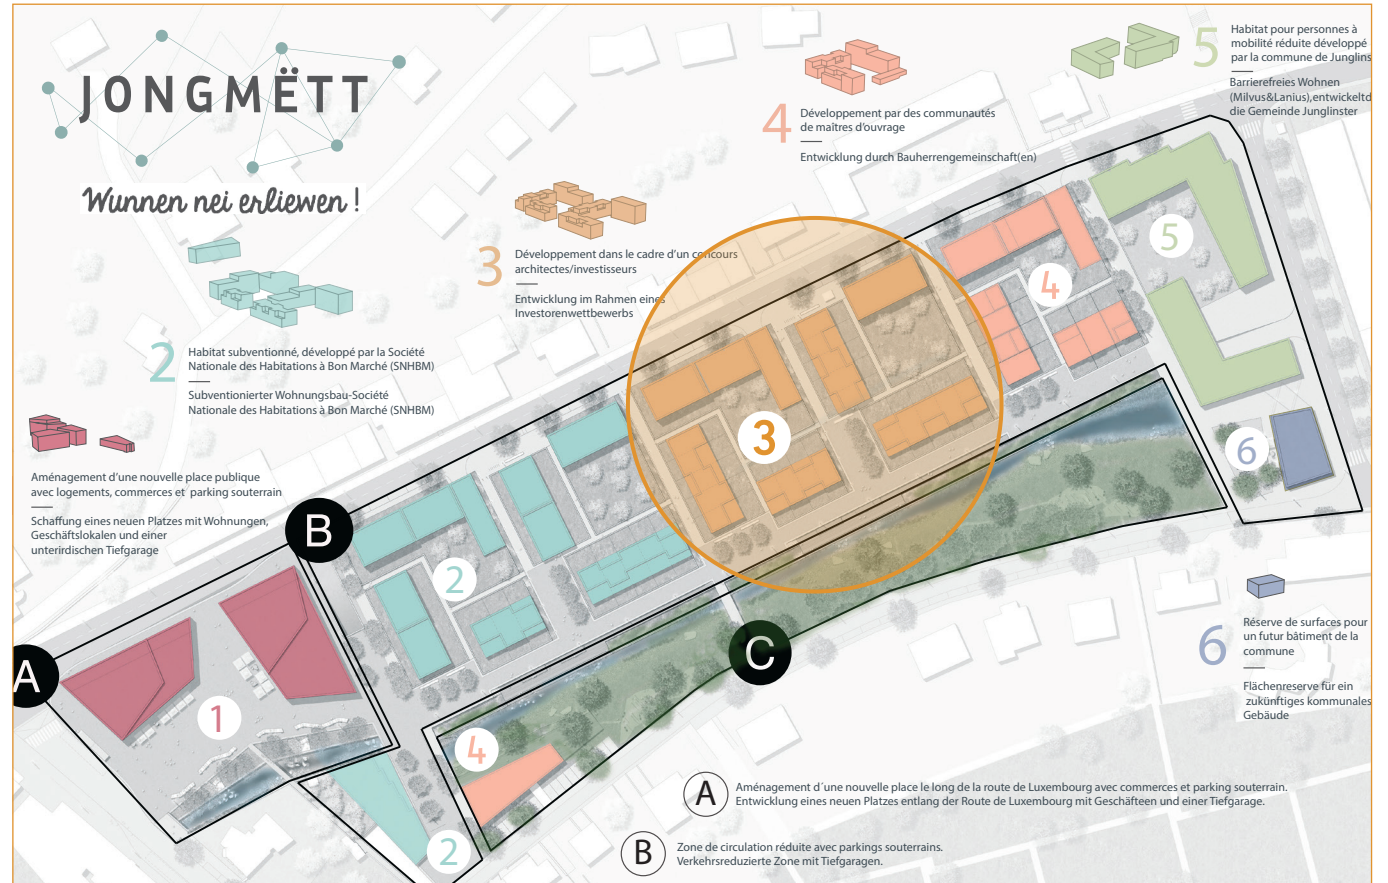 JONGMËTT
Wunnen nei erliewen !
5
Habitat pour personnes à
mobilité réduite développé
par la commune de Junglins
Barrierefreies Wohnen
(Milvus&Lanius),entwickeltd
die Gemeinde Junglinster
4
Développement par des communautés
de maîtres d'ouvrage
Entwicklung durch Bauherrengemeinschaft(en)
3
Développement dans le cadre d'un concours
architectes/investisseurs
Entwicklung im Rahmen eines
Investorenwettbewerbs
2
Habitat subventionné, développé par la Société
Nationale des Habitations à Bon Marché (SNHBM)
Subventionierter Wohnungsbau-Société
Nationale des Habitations à Bon Marché (SNHBM)
Aménagement d'une nouvelle place publique
avec logements, commerces et parking souterrain
Schaffung eines neuen Platzes mit Wohnungen,
Geschäftslokalen und einer
unterirdischen Tiefgarage
5
4
3
6
B
2
A
C
1
4
2
6
Réserve de surfaces pour
un futur bâtiment de la
commune
Flächenreserve für ein
zukünftiges kommunales
Gebäude
A
Aménagement d´une nouvelle place le long de la route de Luxembourg avec commerces et parking souterrain.
Entwicklung eines neuen Platzes entlang der Route de Luxembourg mit Geschäfteen und einer Tiefgarage.
B
Zone de circulation réduite avec parkings souterrains.
Verkehrsreduzierte Zone mit Tiefgaragen.